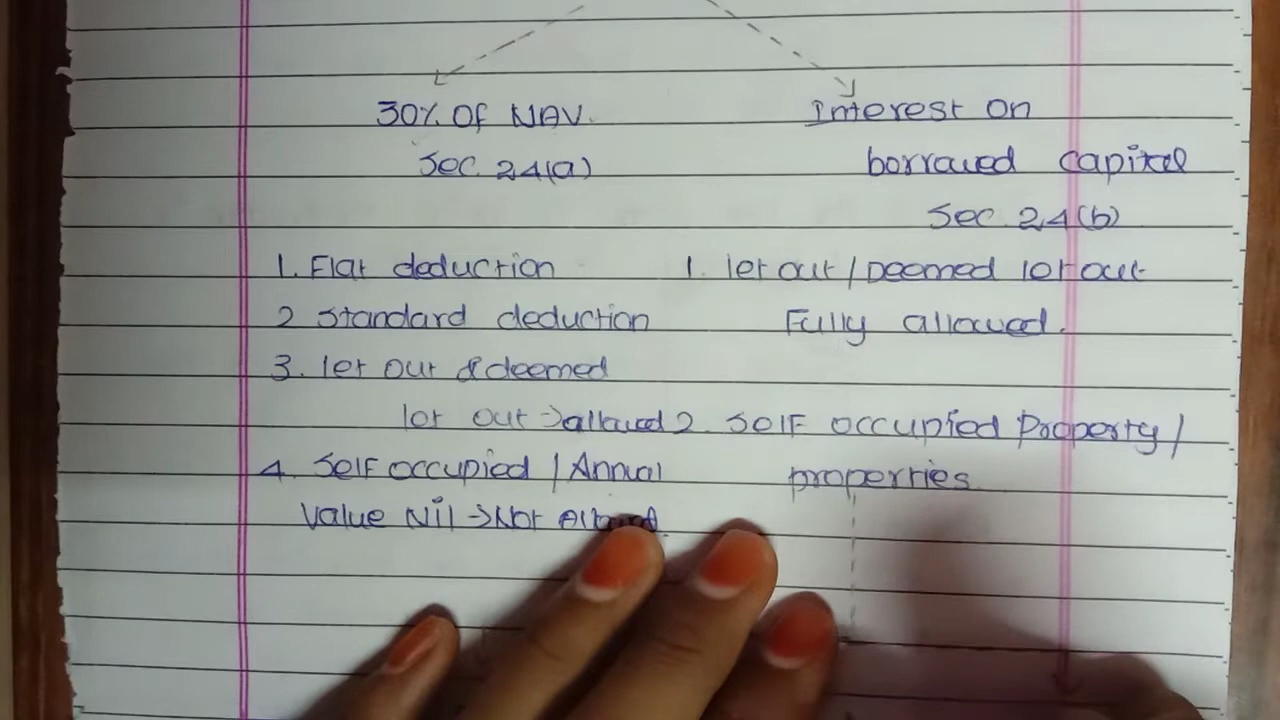 30% Of NAV.
Sec. 24(a)
1. Flat deduction
2 Standard deduction
3. let out & deemed
lot out → allowed
4. Self occupied / Annual
Value Nil → Not Allowed.
Interest On
borrowed capital
Sec. 24(b)
1. let out / Deemed lot out
Fully allowed.
2. Self occupied Property /
properties.